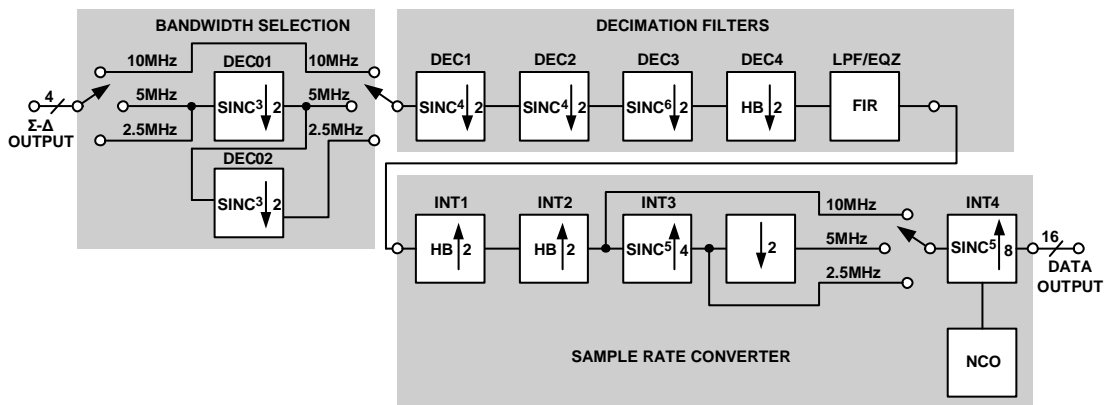 BANDWIDTH SELECTION
DECIMATION FILTERS
10MHz
DEC01
10MHz
DEC1
DEC2
DEC3
DEC4
LPF/EQZ
4
5MHz
SINC3 2
5MHz
SINC4 2
SINC4 2
SINC6 2
HB 2
FIR
Σ-Δ
OUTPUT
2.5MHz
2.5MHz
DEC02
SINC3 2
INT1
INT2
INT3
10MHz
INT4
HB 2
HB 2
SINC5 4
2
5MHz
SINC5 8
16
DATA
OUTPUT
2.5MHz
SAMPLE RATE CONVERTER
NCO